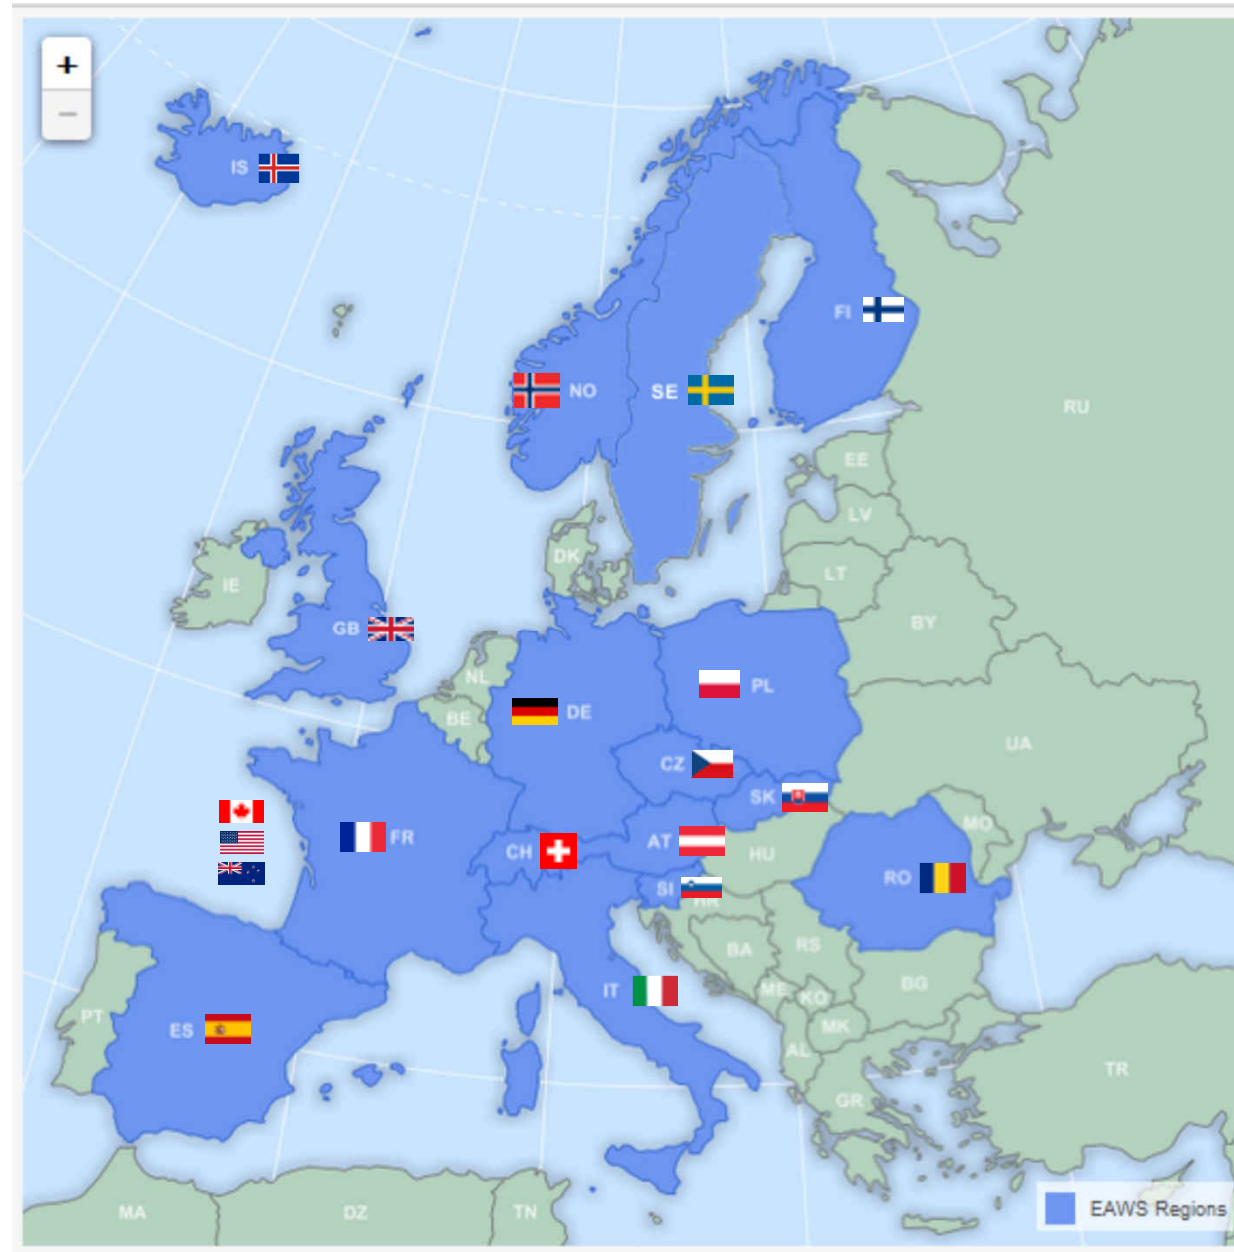 +
−
IS
FI
NO
SE
RU
EE
LV
DK
LT
IE
BY
GB
NL
PL
DE
BE
UA
CZ
SK
MO
FR
AT
CH
HU
RO
SI
HR
RS
BA
BG
ME
KO
IT
PT
MK
ES
AL
TR
GR
EAWS Regions
MA
DZ
TN